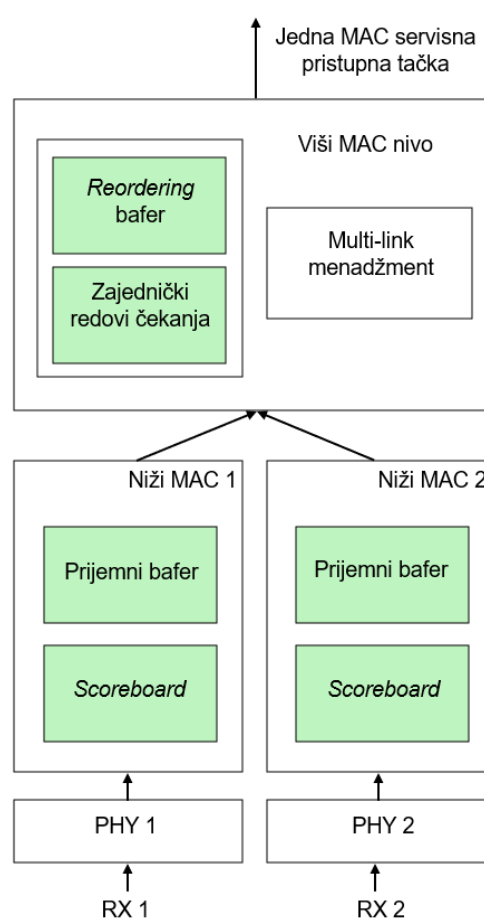 Jedna MAC servisna
pristupna tačka
Viši MAC nivo
Reordering
bafer
Zajednički
redovi čekanja
Multi-link
menadžment
Niži MAC 1
Niži MAC 2
Prijemni bafer
Prijemni bafer
Scoreboard
Scoreboard
PHY 1
PHY 2
RX 1
RX 2